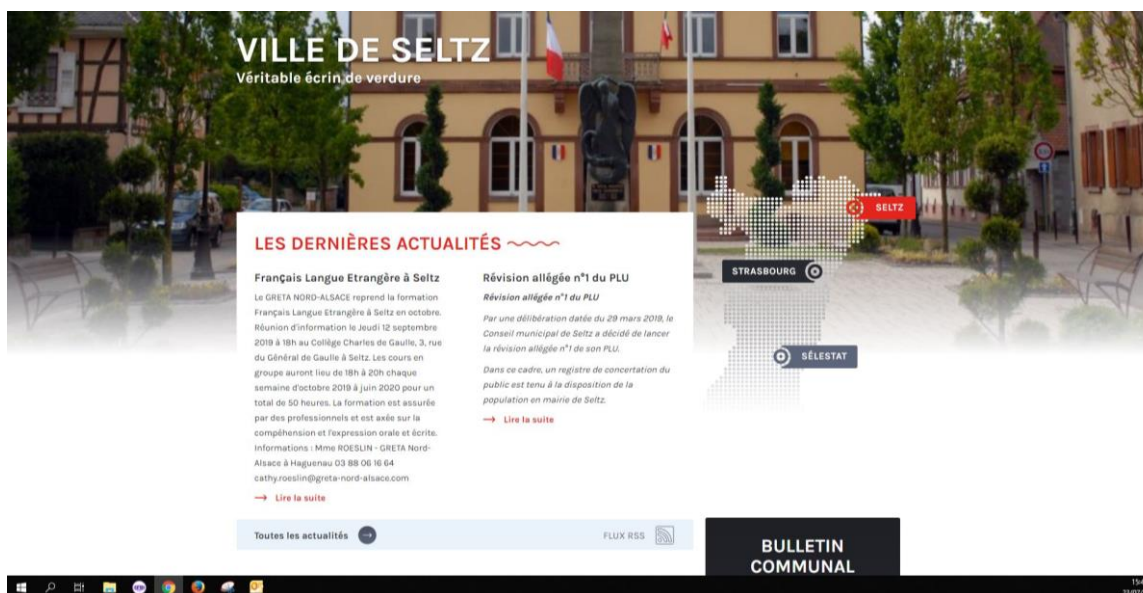 VILLE DE SELTZ
Véritable écrin de verdure
LES DERNIÈRES ACTUALITÉS
Français Langue Etrangère à Seltz
Le GRETA NORD-ALSACE reprend la formation
Français Langue Etrangère à Seltz en octobre.
Réunion d'information le Jeudi 12 septembre
2019 à 18h au Collège Charles de Gaulle, 3, rue
du Général de Gaulle à Seltz. Les cours en
groupe auront lieu de 18h à 20h chaque
semaine d'octobre 2019 à juin 2020 pour un
total de 50 heures. La formation est assurée
par des professionnels et est axée sur la
compéhension et l'expression orale et écrite.
Informations : Mme ROESLIN - GRETA Nord-
Alsace à Haguenau 03 88 06 16 64
cathy.roeslin@greta-nord-alsace.com
Lire la suite
Révision allégée n°1 du PLU
Révision allégée n°1 du PLU
Par une délibération datée du 29 mars 2019, le
Conseil municipal de Seltz a décidé de lancer
la révision allégée n°1 de son PLU.
Dans ce cadre, un registre de concertation du
public est tenu à la disposition de la
population en mairie de Seltz.
Lire la suite
SELTZ
STRASBOURG
SÉLESTAT
Toutes les actualités
FLUX RSS
BULLETIN
COMMUNAL